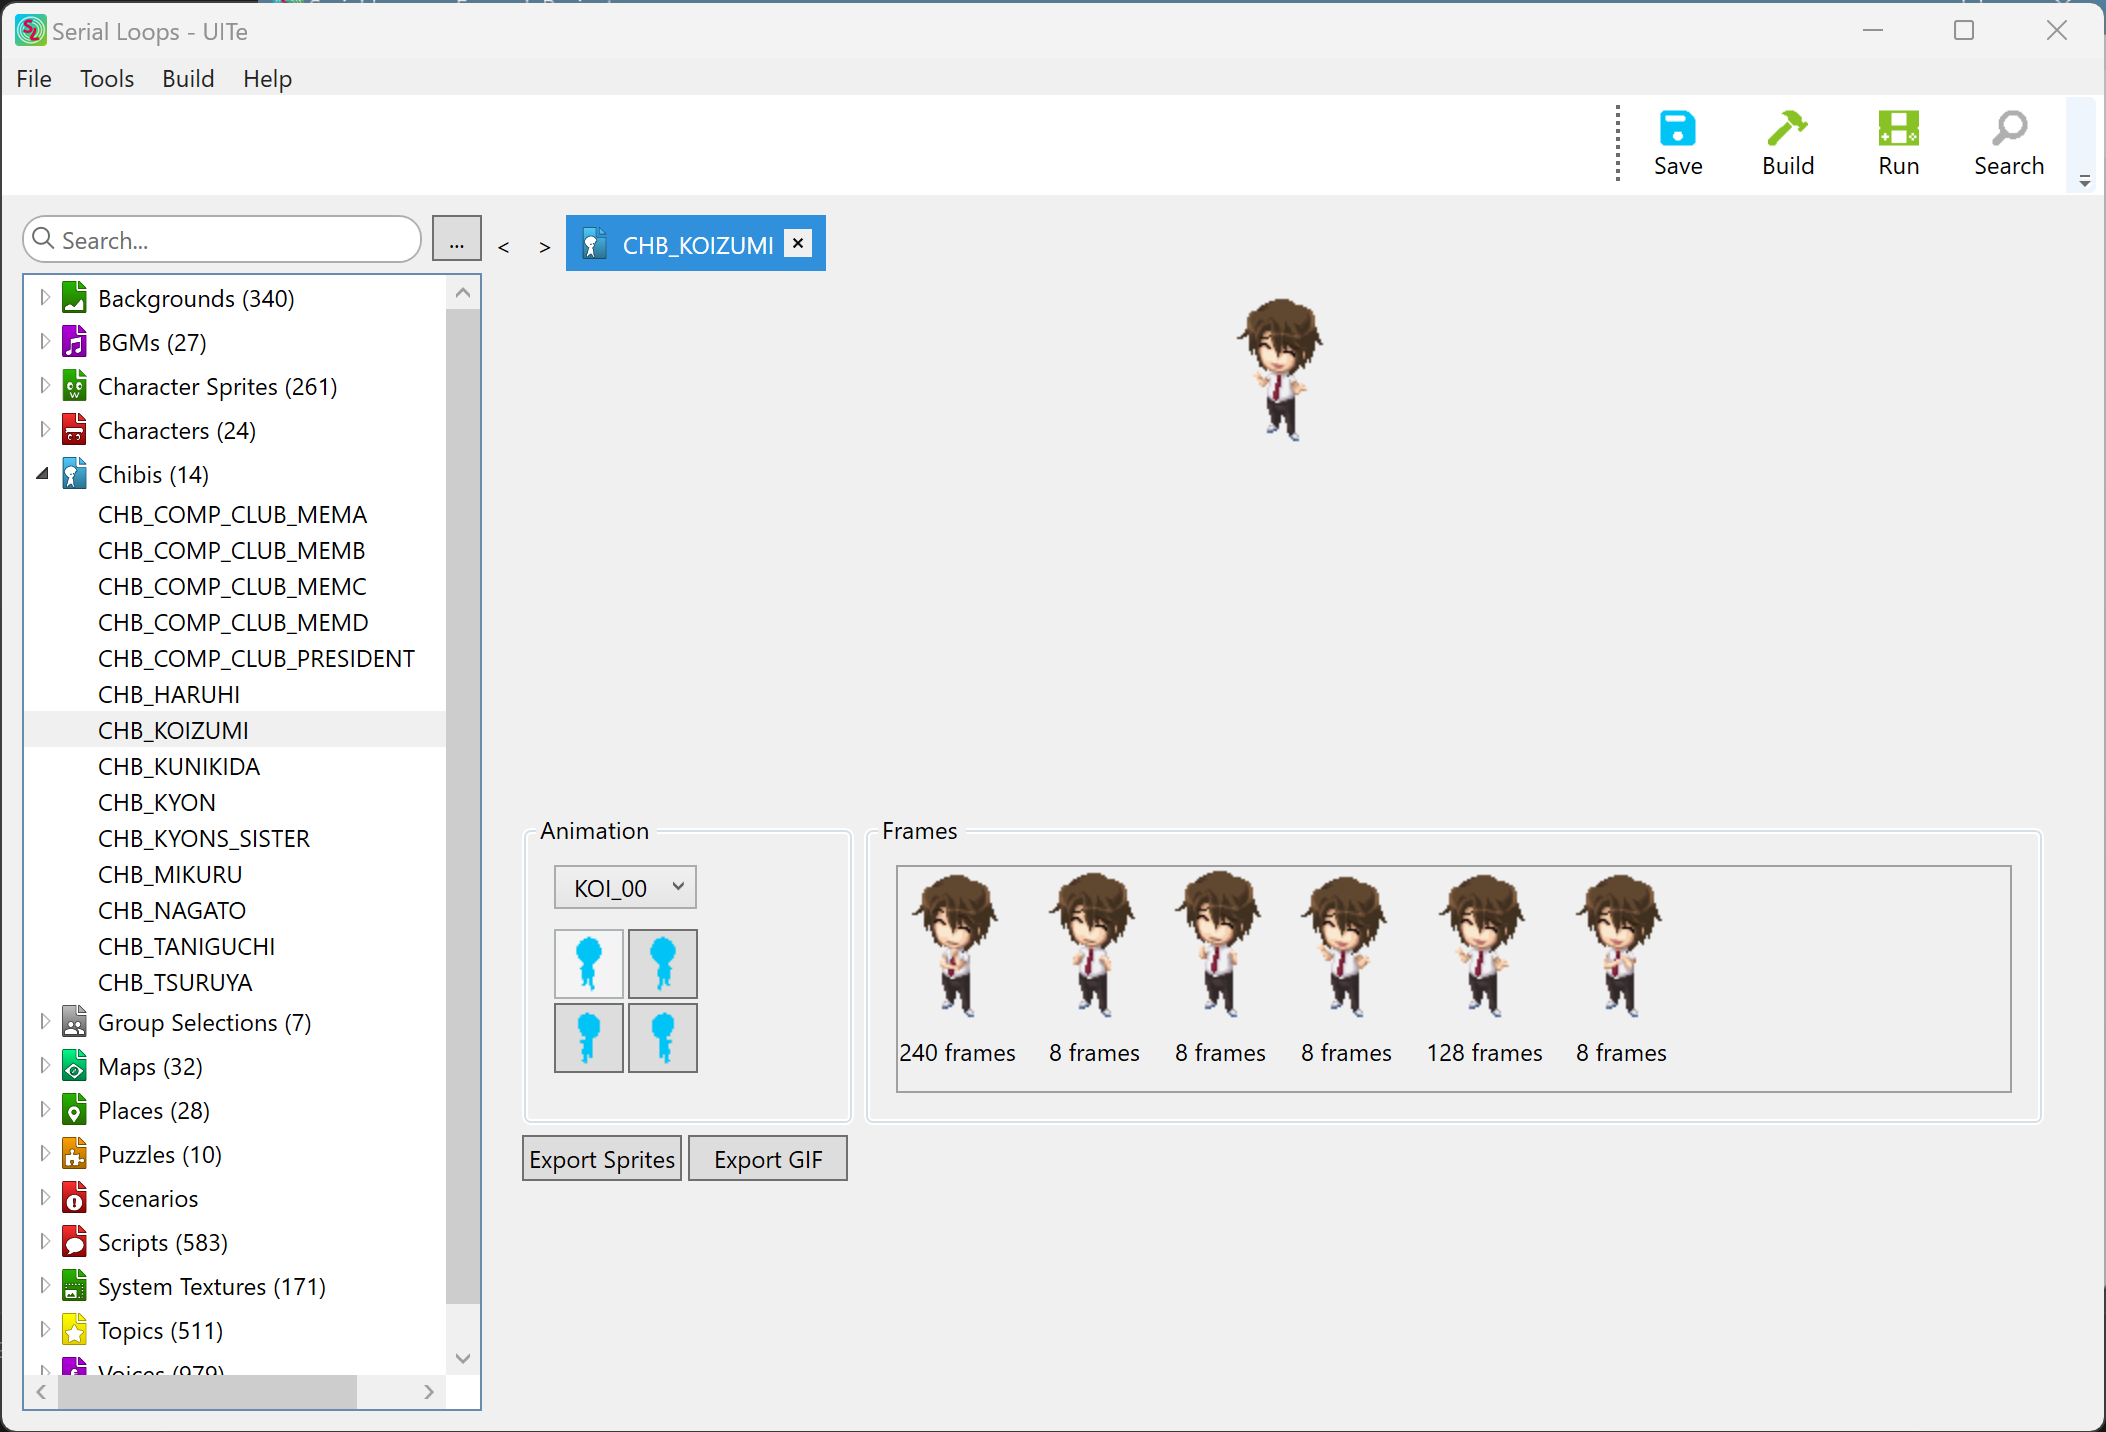 Serial Loops - UITe
File Tools Build Help
Save Build Run Search
Search... ... < > CHB_KOIZUMI
Backgrounds (340)
BGMs (27)
Character Sprites (261)
Characters (24)
Chibis (14)
CHB_COMP_CLUB_MEMA
CHB_COMP_CLUB_MEMB
CHB_COMP_CLUB_MEMC
CHB_COMP_CLUB_MEMD
CHB_COMP_CLUB_PRESIDENT
CHB_HARUHI
CHB_KOIZUMI
CHB_KUNIKIDA
CHB_KYON
CHB_KYONS_SISTER
CHB_MIKURU
CHB_NAGATO
CHB_TANIGUCHI
CHB_TSURUYA
Group Selections (7)
Maps (32)
Places (28)
Puzzles (10)
Scenarios
Scripts (583)
System Textures (171)
Topics (511)
Voices (979)
Animation
KOI_00
Frames
240 frames 8 frames 8 frames 8 frames 128 frames 8 frames
Export Sprites Export GIF